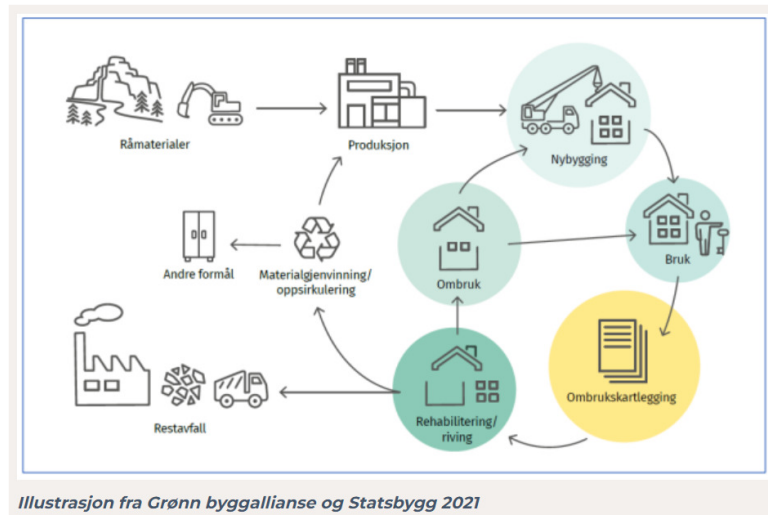 Råmaterialer
Produksjon
Nybygging
Bruk
Andre formål
Materialgjenvinning/
oppsirkulering
Ombruk
Ombrukskartlegging
Rehabilitering/
riving
Restavfall
Illustrasjon fra Grønn byggallianse og Statsbygg 2021